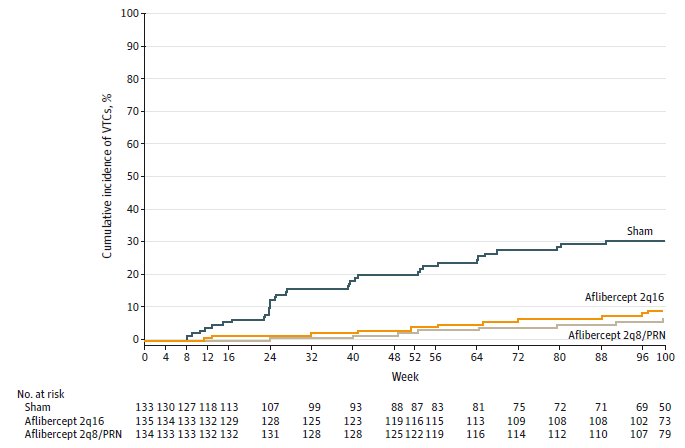 100
90
80
70
60
50
40
30
20
10
0
Cumulative incidence of VTCs, %
Sham
Aflibercept 2q16
Aflibercept 2q8/PRN
0 4 8 12 16 24 32 40 48 52 56 64 72 80 88 96 100
Week
No. at risk
Sham 133 130 127 118 113 107 99 93 88 87 83 81 75 72 71 69 50
Aflibercept 2q16 135 134 133 132 129 128 125 123 119 116 115 113 109 108 108 102 73
Aflibercept 2q8/PRN 134 133 133 132 132 131 128 128 125 122 119 116 114 112 110 107 79